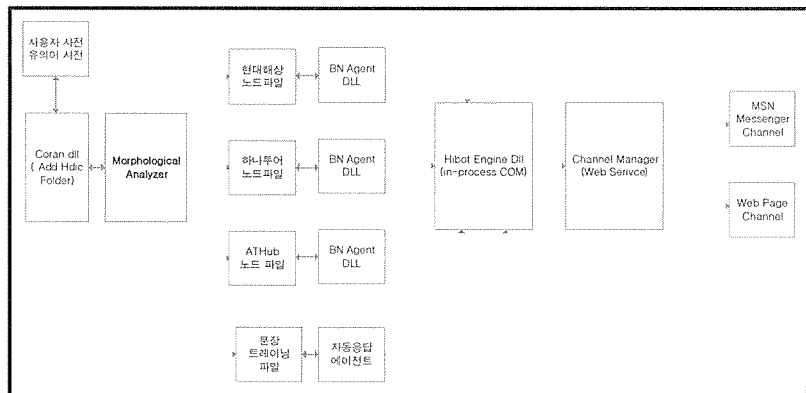 사용자 사전
유의어 사전
Coran.dll
( Add Hdic
Folder)
Morphological
Analyzer
현대해상
노드파일
BN Agent
DLL
하나투어
노드파일
BN Agent
DLL
ATHub
노드 파일
BN Agent
DLL
문장
트레이닝
파일
자동응답
에이전트
Hibot Engine Dll
(in-process COM)
Channel Manager
(Web Serivce)
MSN
Messenger
Channel
Web Page
Channel